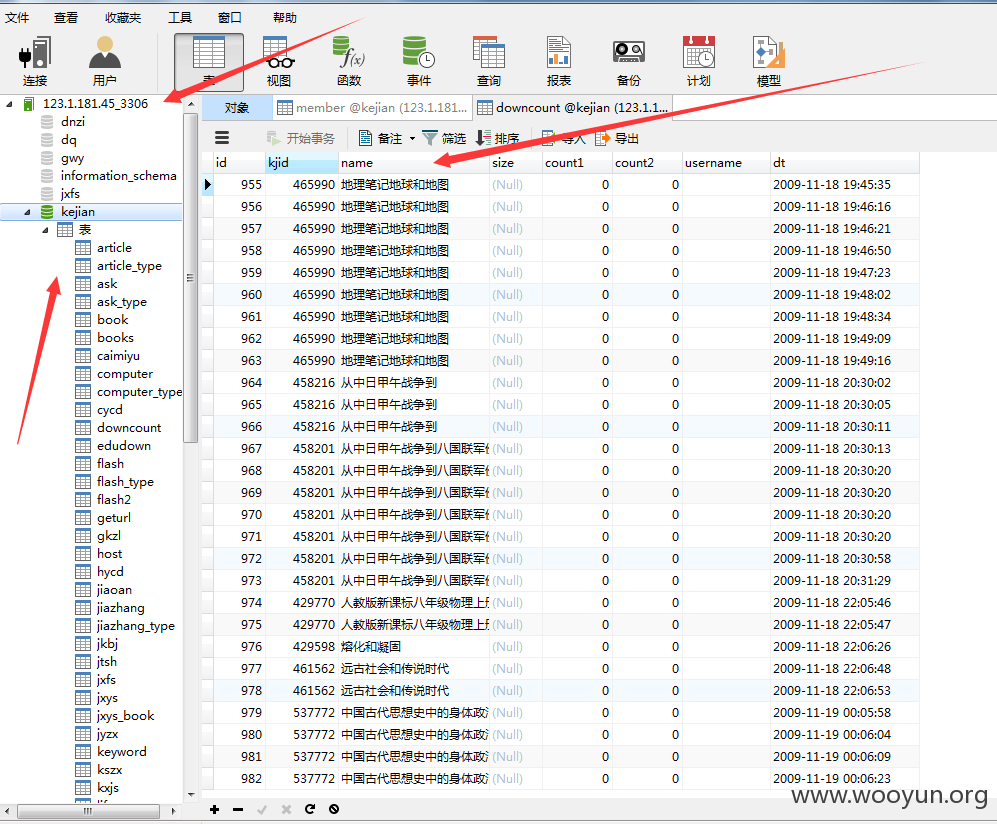 文件 查看 收藏夹 工具 窗口 帮助
连接 用户 表 视图 函数 事件 查询 报表 备份 计划 模型
123.1.181.45_3306
dnzi
dq
gwy
information_schema
jxfs
kejian
表
article
article_type
ask
ask_type
book
books
caimiyu
computer
computer_type
cycd
downcount
edudown
flash
flash_type
flash2
geturl
gkzl
host
hycd
jiaoan
jiazhang
jiazhang_type
jkbj
jtsh
jxfs
jxys
jxys_book
jyzx
keyword
kszx
kxjs
对象 member @kejian (123.1.181... downcount @kejian (123.1.1...
开始事务 备注 筛选 排序 导入 导出
id kjid name size count1 count2 username dt
955 465990 地理笔记地球和地图 (Null) 0 0 2009-11-18 19:45:35
956 465990 地理笔记地球和地图 (Null) 0 0 2009-11-18 19:46:16
957 465990 地理笔记地球和地图 (Null) 0 0 2009-11-18 19:46:21
958 465990 地理笔记地球和地图 (Null) 0 0 2009-11-18 19:46:50
959 465990 地理笔记地球和地图 (Null) 0 0 2009-11-18 19:47:23
960 465990 地理笔记地球和地图 (Null) 0 0 2009-11-18 19:48:02
961 465990 地理笔记地球和地图 (Null) 0 0 2009-11-18 19:48:34
962 465990 地理笔记地球和地图 (Null) 0 0 2009-11-18 19:49:09
963 465990 地理笔记地球和地图 (Null) 0 0 2009-11-18 19:49:16
964 458216 从中日甲午战争到 (Null) 0 0 2009-11-18 20:30:02
965 458216 从中日甲午战争到 (Null) 0 0 2009-11-18 20:30:05
966 458216 从中日甲午战争到 (Null) 0 0 2009-11-18 20:30:11
967 458201 从中日甲午战争到八国联军 (Null) 0 0 2009-11-18 20:30:13
968 458201 从中日甲午战争到八国联军 (Null) 0 0 2009-11-18 20:30:20
969 458201 从中日甲午战争到八国联军 (Null) 0 0 2009-11-18 20:30:20
970 458201 从中日甲午战争到八国联军 (Null) 0 0 2009-11-18 20:30:20
971 458201 从中日甲午战争到八国联军 (Null) 0 0 2009-11-18 20:30:20
972 458201 从中日甲午战争到八国联军 (Null) 0 0 2009-11-18 20:30:58
973 458201 从中日甲午战争到八国联军 (Null) 0 0 2009-11-18 20:31:29
974 429770 人教版新课标八年级物理上 (Null) 0 0 2009-11-18 22:05:46
975 429770 人教版新课标八年级物理上 (Null) 0 0 2009-11-18 22:05:47
976 429598 熔化和凝固 (Null) 0 0 2009-11-18 22:06:26
977 461562 远古社会和传说时代 (Null) 0 0 2009-11-18 22:06:48
978 461562 远古社会和传说时代 (Null) 0 0 2009-11-18 22:06:53
979 537772 中国古代思想史中的身体政 (Null) 0 0 2009-11-19 00:05:58
980 537772 中国古代思想史中的身体政 (Null) 0 0 2009-11-19 00:06:04
981 537772 中国古代思想史中的身体政 (Null) 0 0 2009-11-19 00:06:09
982 537772 中国古代思想史中的身体政 (Null) 0 0 2009-11-19 00:06:23
www.wooyun.org